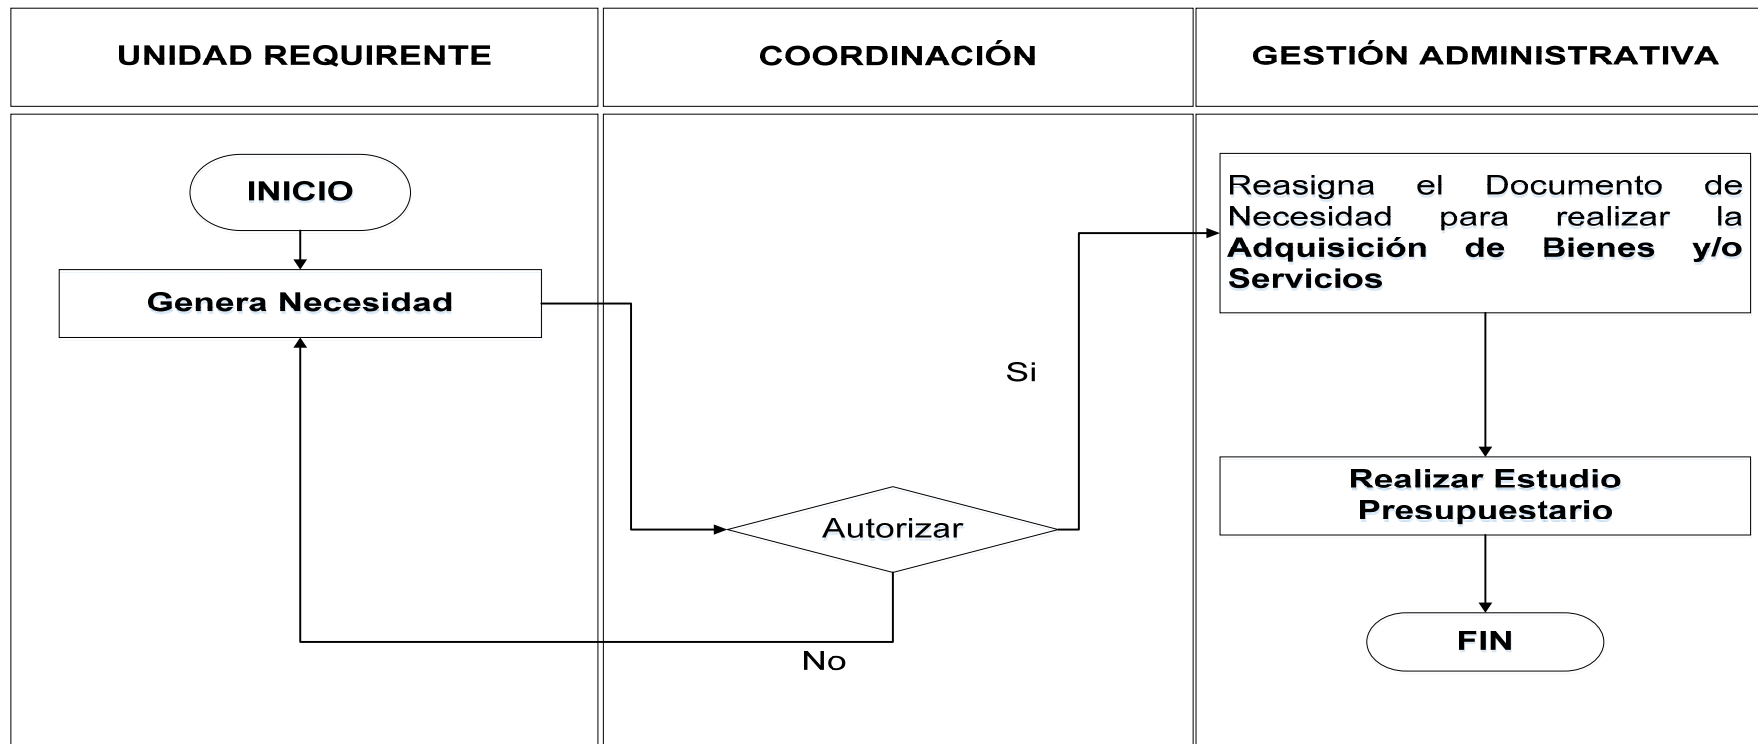 UNIDAD REQUIRENTE
COORDINACIÓN
GESTIÓN ADMINISTRATIVA
INICIO
Genera Necesidad
Autorizar
Si
No
Reasigna el Documento de
Necesidad para realizar la
Adquisición de Bienes y/o
Servicios
Realizar Estudio
Presupuestario
FIN